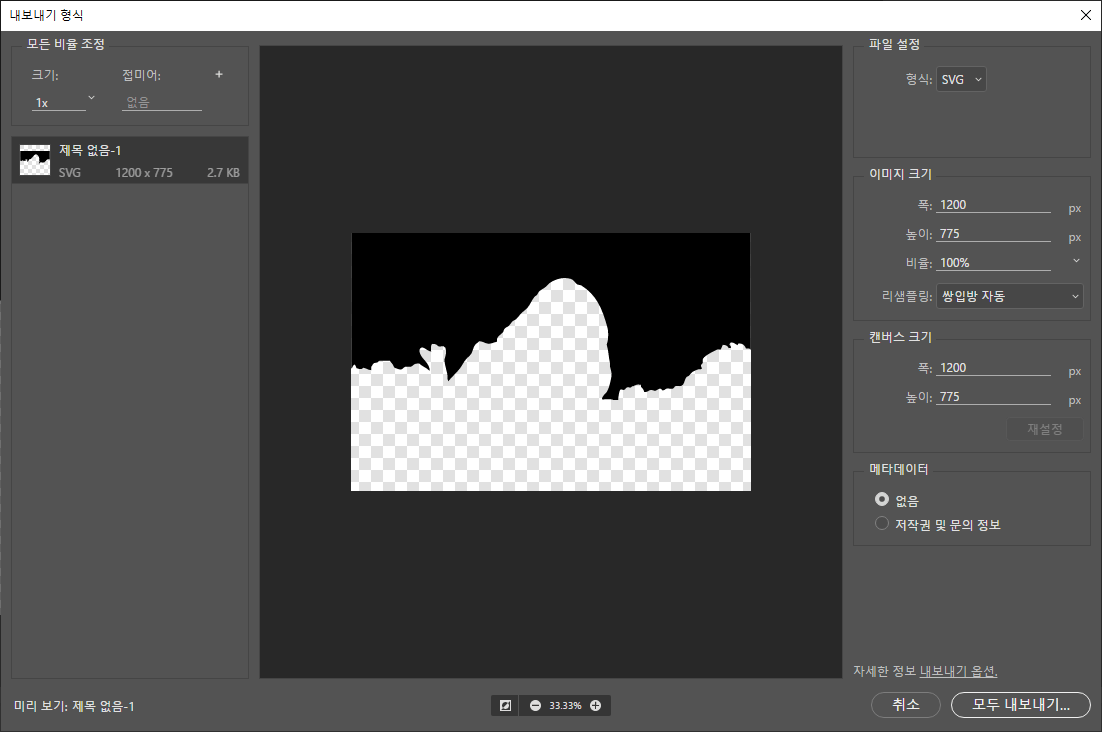 내보내기 형식
모든 비율 조정
크기:
접미어:
+
1x
없음
제목 없음-1
SVG 1200 x 775 2.7 KB
파일 설정
형식: SVG
이미지 크기
폭: 1200 px
높이: 775 px
비율: 100%
리샘플링: 쌍입방 자동
캔버스 크기
폭: 1200 px
높이: 775 px
재설정
메타데이터
없음
저작권 및 문의 정보
자세한 정보 내보내기 옵션.
미리 보기: 제목 없음-1
33.33%
취소
모두 내보내기...